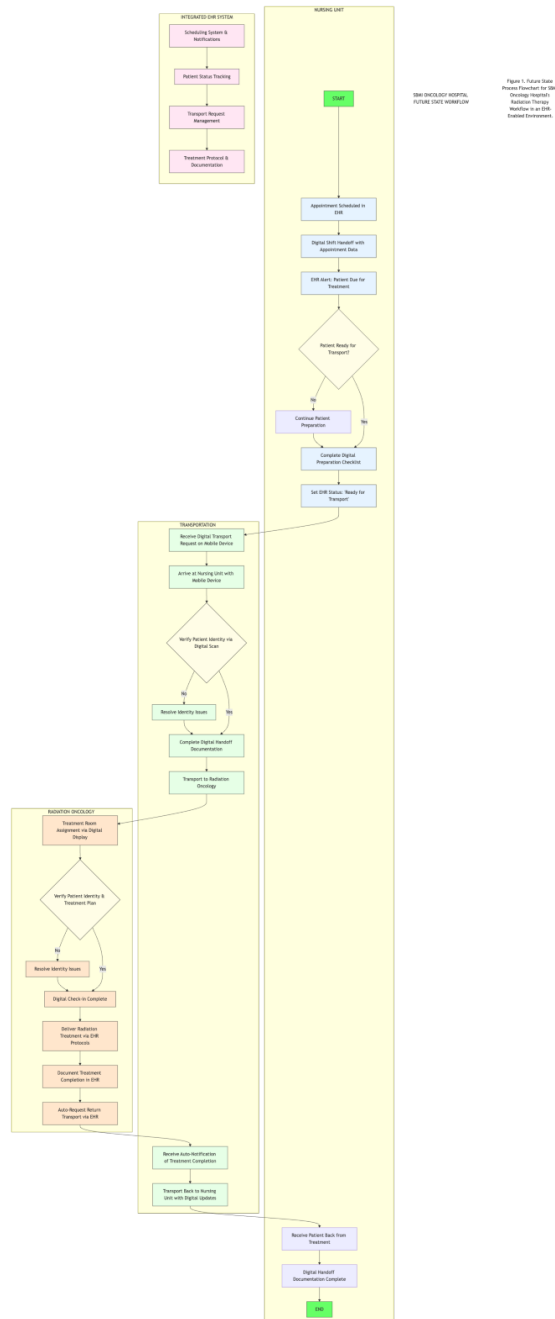 INTEGRATED EHR SYSTEM
Scheduling System &
Notifications
Patient Status Tracking
Transport Request
Management
Treatment Protocol &
Documentation
NURSING UNIT
START
SBMI ONCOLOGY HOSPITAL
FUTURE STATE WORKFLOW
Figure 1. Future State
Process Flowchart for SBMI
Oncology Hospital's
Radiation Therapy
Workflow in an EHR-
Enabled Environment.
Appointment Scheduled in
EHR
Digital Shift Handoff with
Appointment Data
EHR Alert: Patient Due for
Treatment
Patient Ready for
Transport?
No
Yes
Continue Patient
Preparation
Complete Digital
Preparation Checklist
Set EHR Status: 'Ready for
Transport'
TRANSPORTATION
Receive Digital Transport
Request on Mobile Device
Arrive at Nursing Unit with
Mobile Device
Verify Patient Identity via
Digital Scan
No
Yes
Resolve Identity Issues
Complete Digital Handoff
Documentation
Transport to Radiation
Oncology
RADIATION ONCOLOGY
Treatment Room
Assignment via Digital
Display
Verify Patient Identity &
Treatment Plan
No
Yes
Resolve Identity Issues
Digital Check-in Complete
Deliver Radiation
Treatment via EHR
Protocols
Document Treatment
Completion in EHR
Auto-Request Return
Transport via EHR
Receive Auto-Notification
of Treatment Completion
Transport Back to Nursing
Unit with Digital Updates
Receive Patient Back from
Treatment
Digital Handoff
Documentation Complete
END